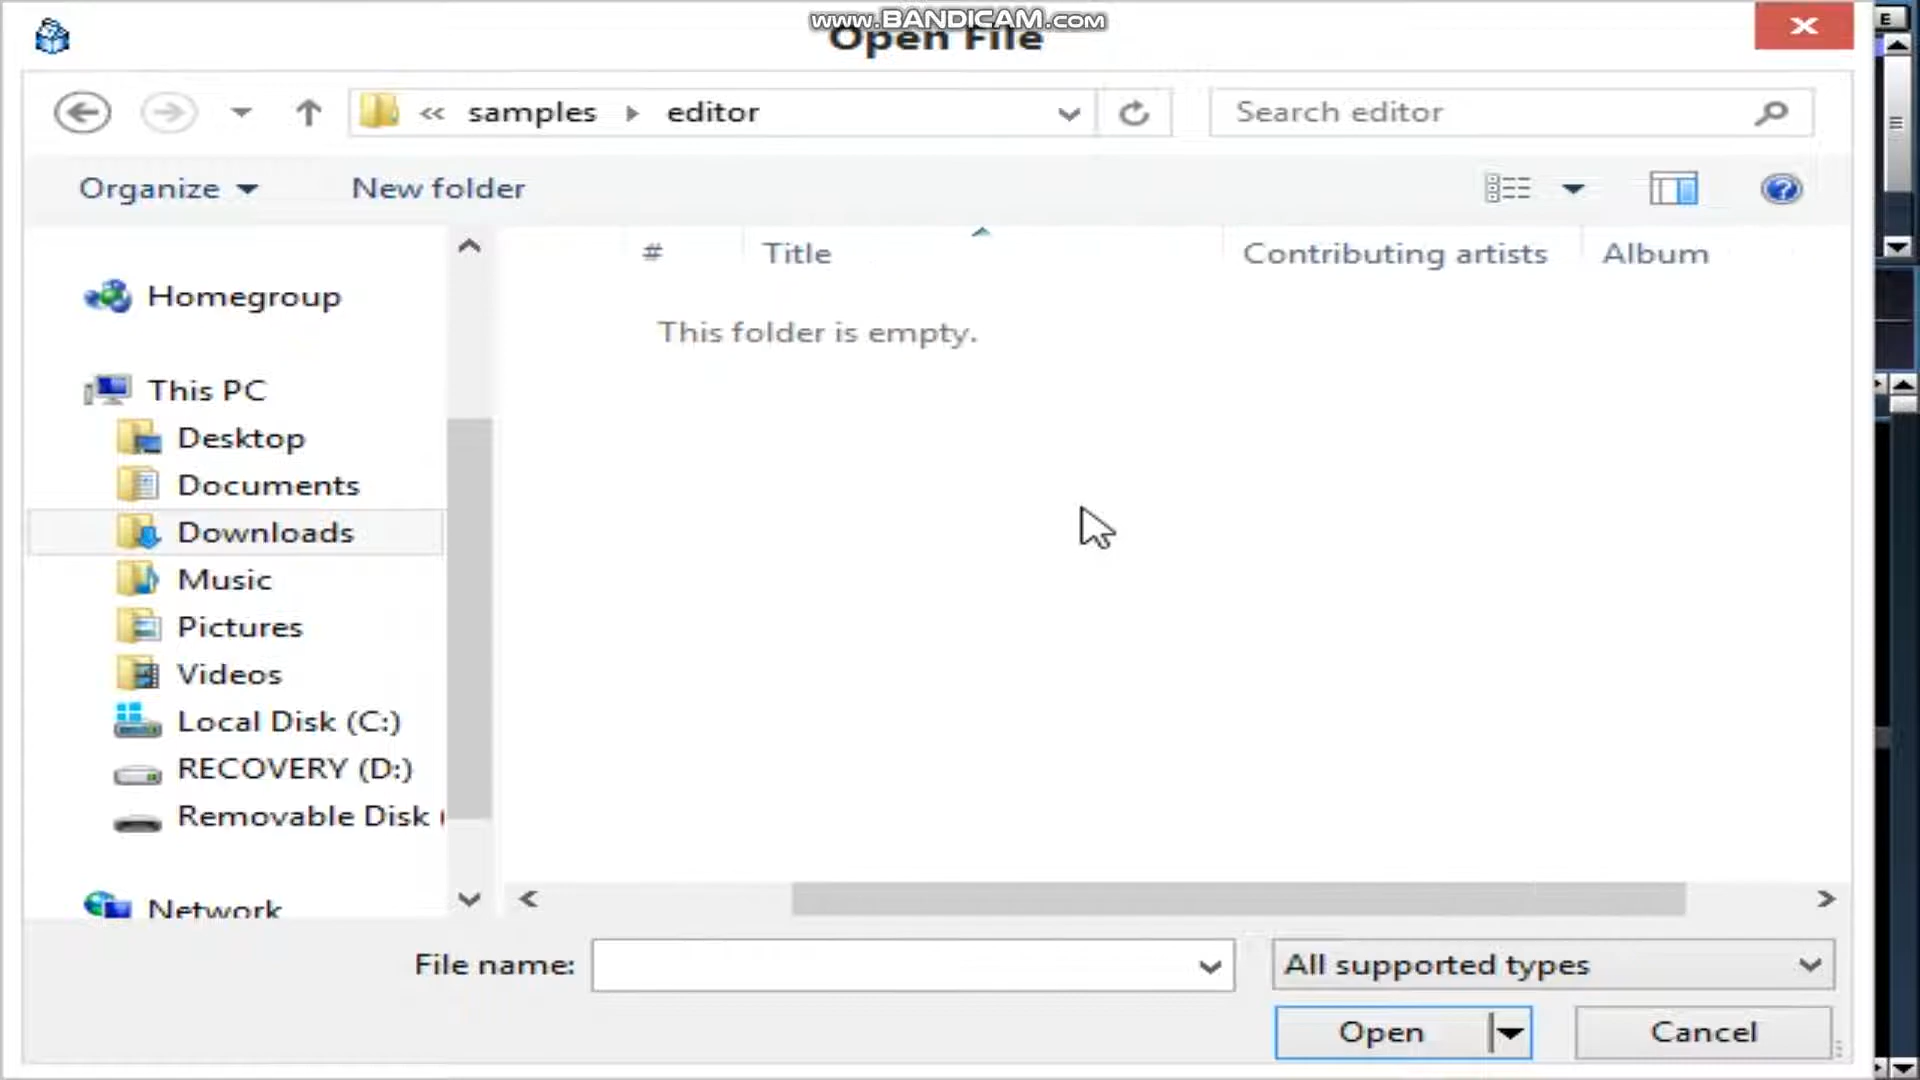 www.BANDICAM.com
Open File
E
« samples editor
Search editor
Organize
New folder
?
# Title Contributing artists Album
This folder is empty.
Homegroup
This PC
Desktop
Documents
Downloads
Music
Pictures
Videos
Local Disk (C:)
RECOVERY (D:)
Removable Disk
Network
File name:
All supported types
Open
Cancel